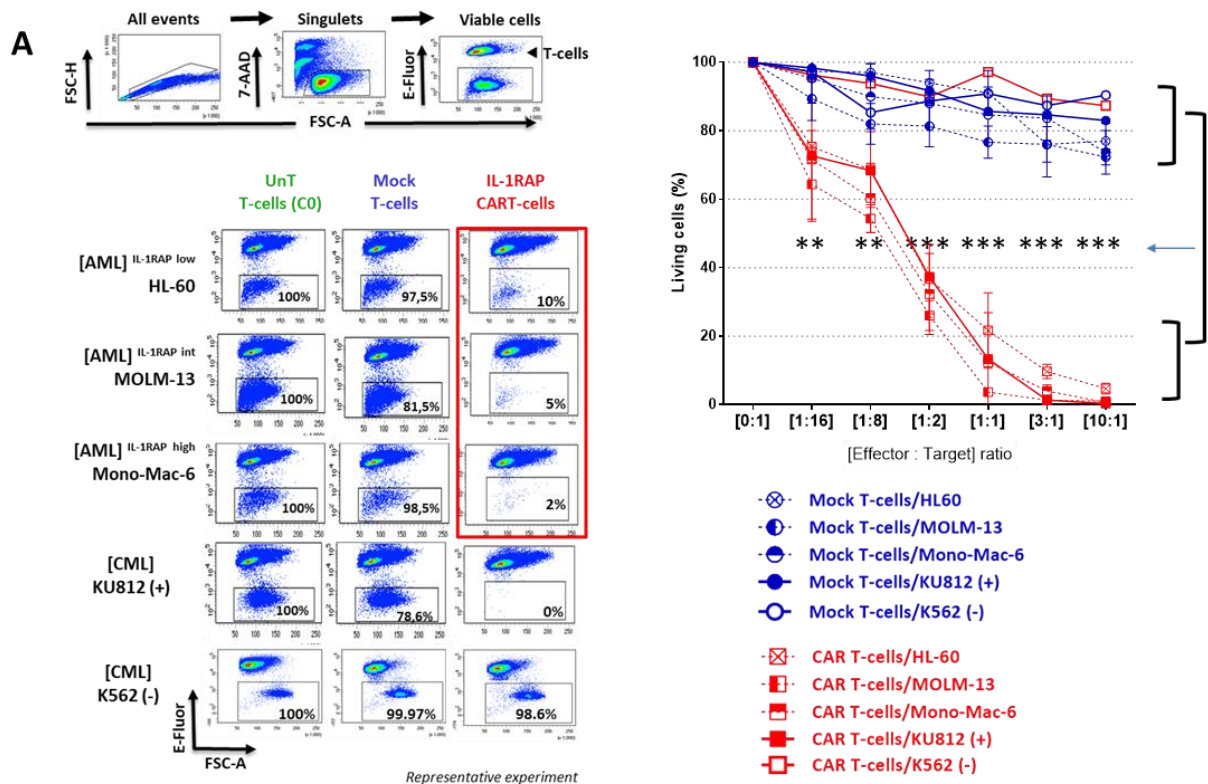 A
All events
Singulets
Viable cells
FSC-H
7-AAD
E-Fluor
T-cells
FSC-A
UnT
T-cells (C0)
Mock
T-cells
IL-1RAP
CART-cells
[AML] IL-1RAP low
HL-60
100%
97,5%
10%
[AML] IL-1RAP int
MOLM-13
100%
81,5%
5%
[AML] IL-1RAP high
Mono-Mac-6
100%
98,5%
2%
[CML]
KU812 (+)
100%
78,6%
0%
[CML]
K562 (-)
100%
99.97%
98.6%
E-Fluor
FSC-A
Representative experiment
Living cells (%)
100
80
60
40
20
0
** ** *** *** *** ***
[0:1] [1:16] [1:8] [1:2] [1:1] [3:1] [10:1]
[Effector : Target] ratio
Mock T-cells/HL60
Mock T-cells/MOLM-13
Mock T-cells/Mono-Mac-6
Mock T-cells/KU812 (+)
Mock T-cells/K562 (-)
CAR T-cells/HL-60
CAR T-cells/MOLM-13
CAR T-cells/Mono-Mac-6
CAR T-cells/KU812 (+)
CAR T-cells/K562 (-)